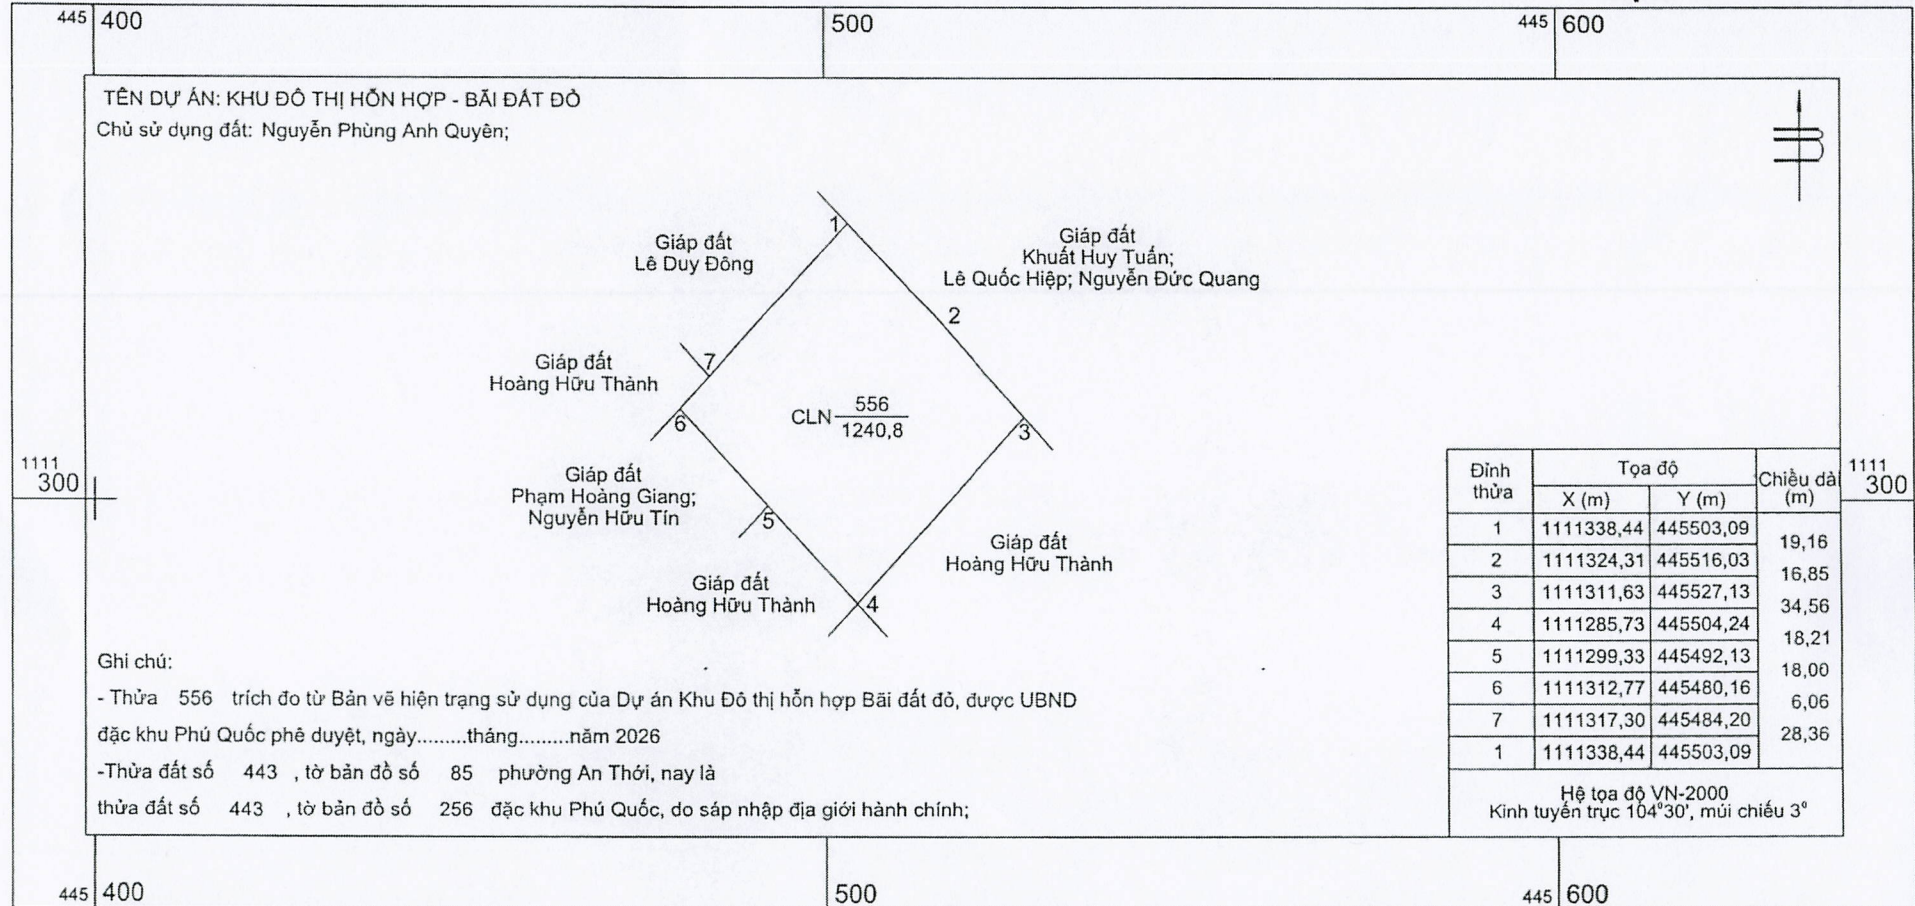 445 400 500 445 600
TÊN DỰ ÁN: KHU ĐÔ THỊ HỖN HỢP - BÃI ĐẤT ĐỎ
Chủ sử dụng đất: Nguyễn Phùng Anh Quyên;
1
Giáp đất
Lê Duy Đông
Giáp đất
Khuất Huy Tuấn;
Lê Quốc Hiệp; Nguyễn Đức Quang
2
Giáp đất
Hoàng Hữu Thành
7
CLN 556
1240,8
6
3
1111
300
Giáp đất
Phạm Hoàng Giang;
Nguyễn Hữu Tín
5
Giáp đất
Hoàng Hữu Thành
Giáp đất
Hoàng Hữu Thành
4
Đỉnh thửa Tọa độ Chiều dài (m)
X (m) Y (m)
1 1111338,44 445503,09
19,16
2 1111324,31 445516,03
16,85
3 1111311,63 445527,13
34,56
4 1111285,73 445504,24
18,21
5 1111299,33 445492,13
18,00
6 1111312,77 445480,16
6,06
7 1111317,30 445484,20
28,36
1 1111338,44 445503,09
Hệ tọa độ VN-2000
Kinh tuyến trục 104°30', múi chiếu 3°
1111
300
Ghi chú:
- Thửa 556 trích đo từ Bản vẽ hiện trạng sử dụng của Dự án Khu Đô thị hỗn hợp Bãi đất đỏ, được UBND
đặc khu Phú Quốc phê duyệt, ngày.........tháng.........năm 2026
-Thửa đất số 443 , tờ bản đồ số 85 phường An Thới, nay là
thửa đất số 443 , tờ bản đồ số 256 đặc khu Phú Quốc, do sáp nhập địa giới hành chính;
445 400 500 445 600